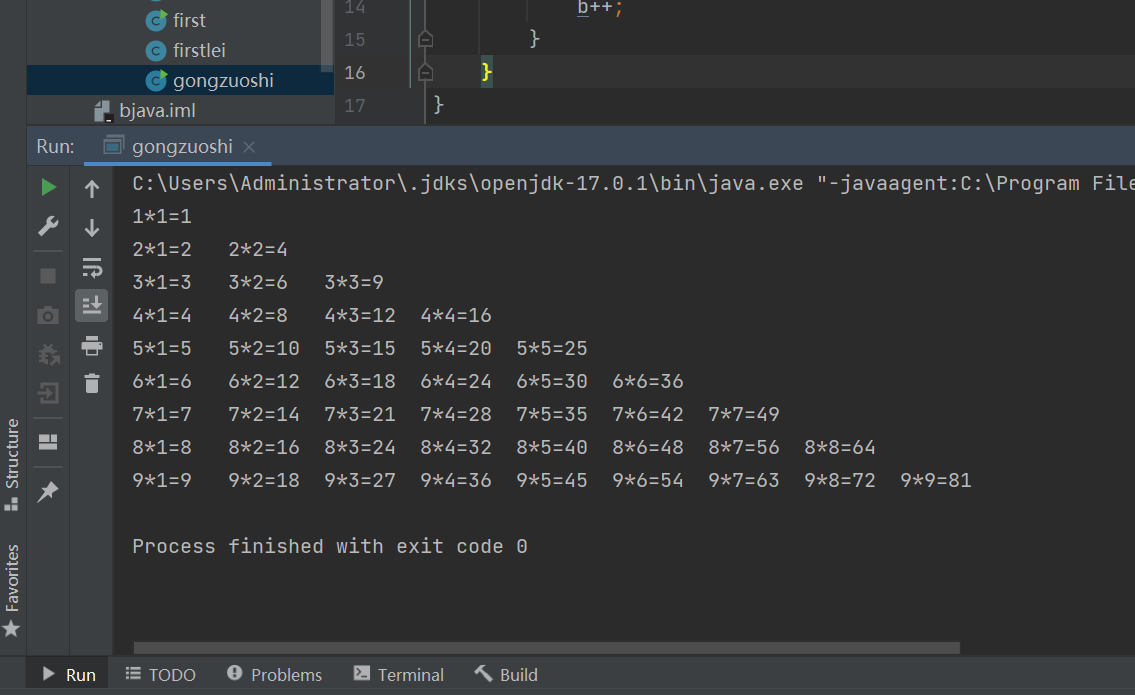 first
firstlei
gongzuoshi
bjava.iml
14 b++;
15 }
16 }
17 }
Run: gongzuoshi
C:\Users\Administrator\.jdks\openjdk-17.0.1\bin\java.exe "-javaagent:C:\Program File
1*1=1
2*1=2 2*2=4
3*1=3 3*2=6 3*3=9
4*1=4 4*2=8 4*3=12 4*4=16
5*1=5 5*2=10 5*3=15 5*4=20 5*5=25
6*1=6 6*2=12 6*3=18 6*4=24 6*5=30 6*6=36
7*1=7 7*2=14 7*3=21 7*4=28 7*5=35 7*6=42 7*7=49
8*1=8 8*2=16 8*3=24 8*4=32 8*5=40 8*6=48 8*7=56 8*8=64
9*1=9 9*2=18 9*3=27 9*4=36 9*5=45 9*6=54 9*7=63 9*8=72 9*9=81
Process finished with exit code 0
Structure
Favorites
Run TODO Problems Terminal Build